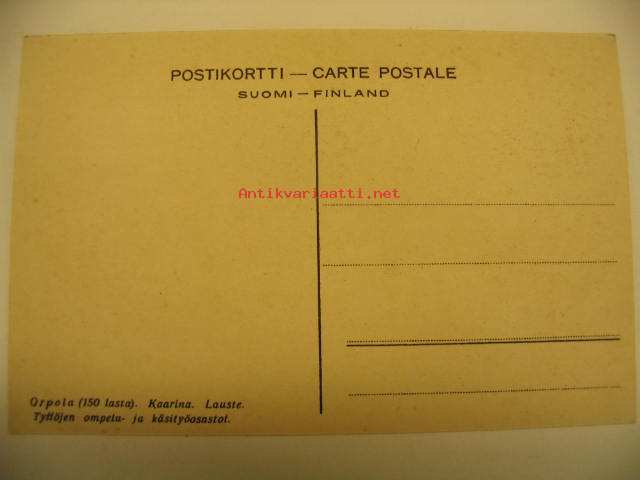 POSTIKORTTI — CARTE POSTALE
SUOMI — FINLAND
Antikvariaatti.net
Orpola (150 lasta). Kaarina. Lauste.
Tyttöjen ompelu- ja käsityöosastot.